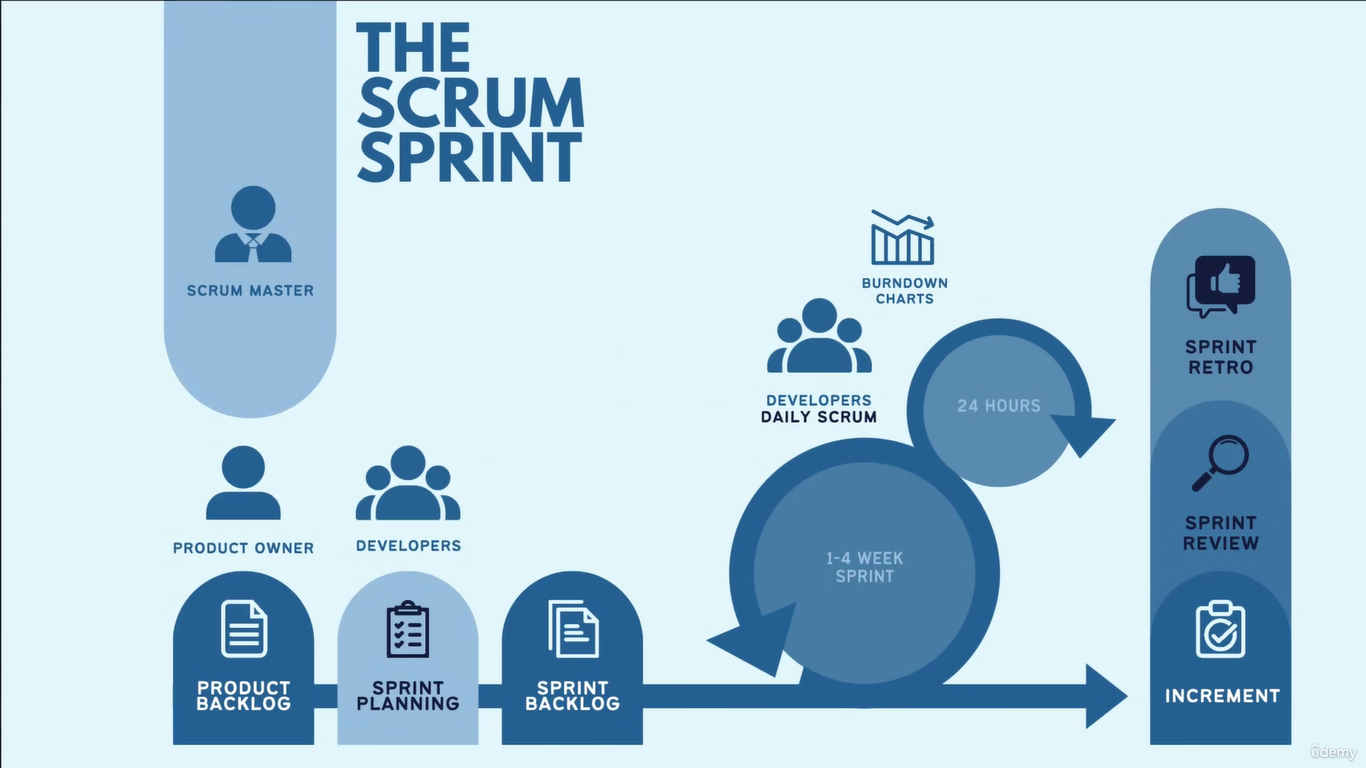 THE
SCRUM
SPRINT
SCRUM MASTER
BURNDOWN
CHARTS
DEVELOPERS
DAILY SCRUM
24 HOURS
SPRINT
RETRO
SPRINT
REVIEW
PRODUCT OWNER
DEVELOPERS
1-4 WEEK
SPRINT
PRODUCT
BACKLOG
SPRINT
PLANNING
SPRINT
BACKLOG
INCREMENT
ûdemy